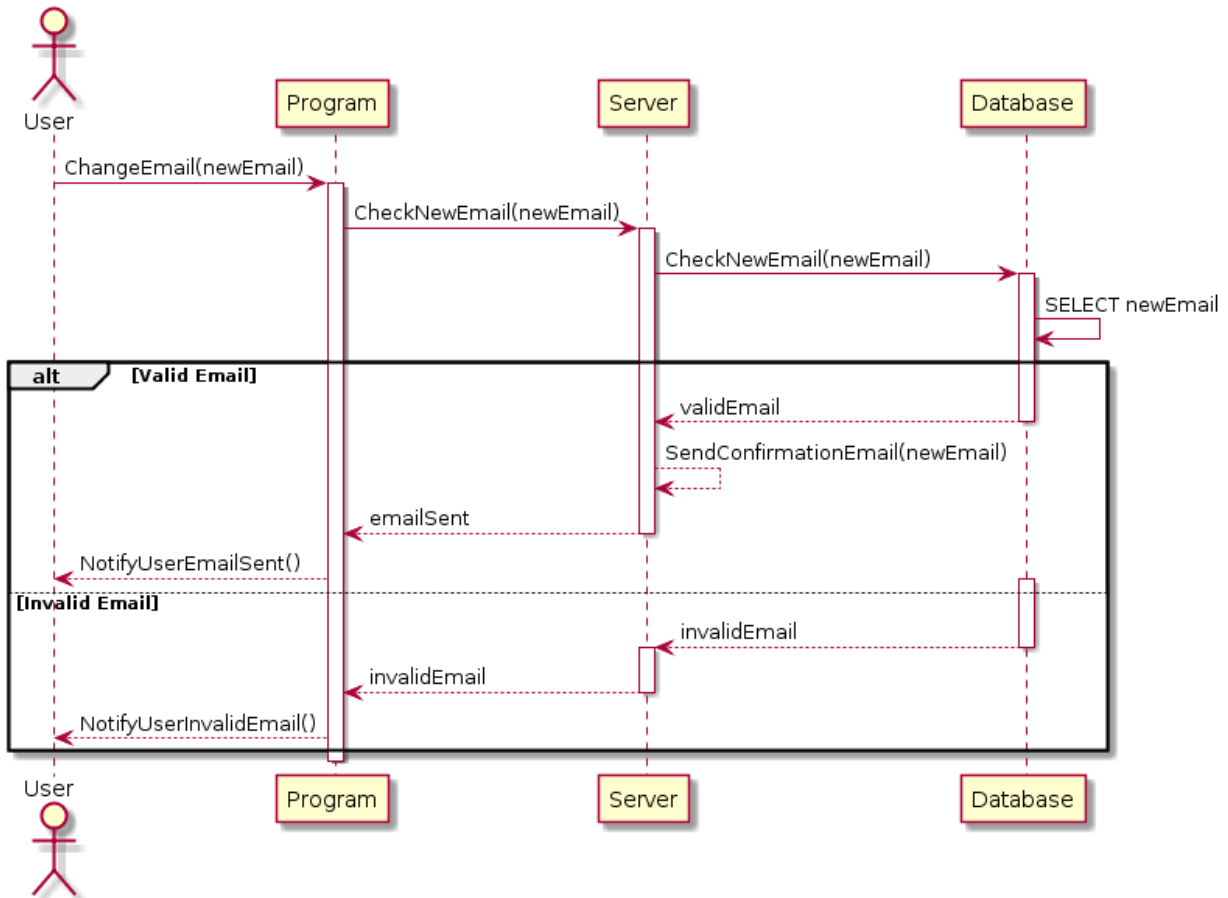 User
Program
Server
Database
ChangeEmail(newEmail)
CheckNewEmail(newEmail)
CheckNewEmail(newEmail)
SELECT newEmail
alt [Valid Email]
validEmail
SendConfirmationEmail(newEmail)
emailSent
NotifyUserEmailSent()
[Invalid Email]
invalidEmail
invalidEmail
NotifyUserInvalidEmail()
User
Program
Server
Database